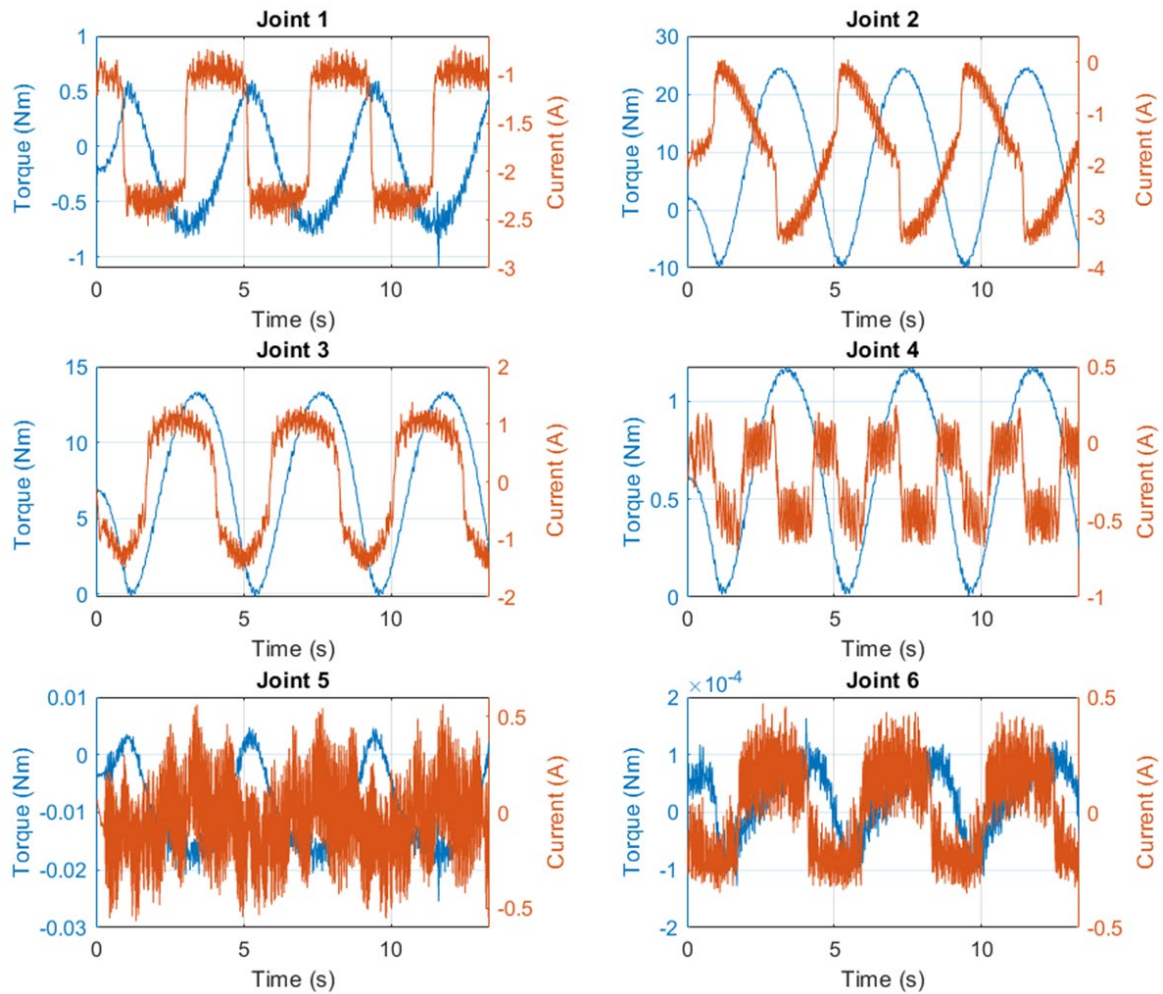 Joint 1
1
0.5
0
-0.5
-1
Torque (Nm)
-1
-1.5
-2
-2.5
-3
Current (A)
0
5
10
Time (s)
Joint 2
30
20
10
0
-10
Torque (Nm)
0
-1
-2
-3
-4
Current (A)
0
5
10
Time (s)
Joint 3
15
10
5
0
Torque (Nm)
2
1
0
-1
-2
Current (A)
0
5
10
Time (s)
Joint 4
1
0.5
0
Torque (Nm)
0.5
0
-0.5
-1
Current (A)
0
5
10
Time (s)
Joint 5
0.01
0
-0.01
-0.02
-0.03
Torque (Nm)
0.5
0
-0.5
Current (A)
0
5
10
Time (s)
Joint 6
×10⁻⁴
2
1
0
-1
-2
Torque (Nm)
0.5
0
-0.5
Current (A)
0
5
10
Time (s)